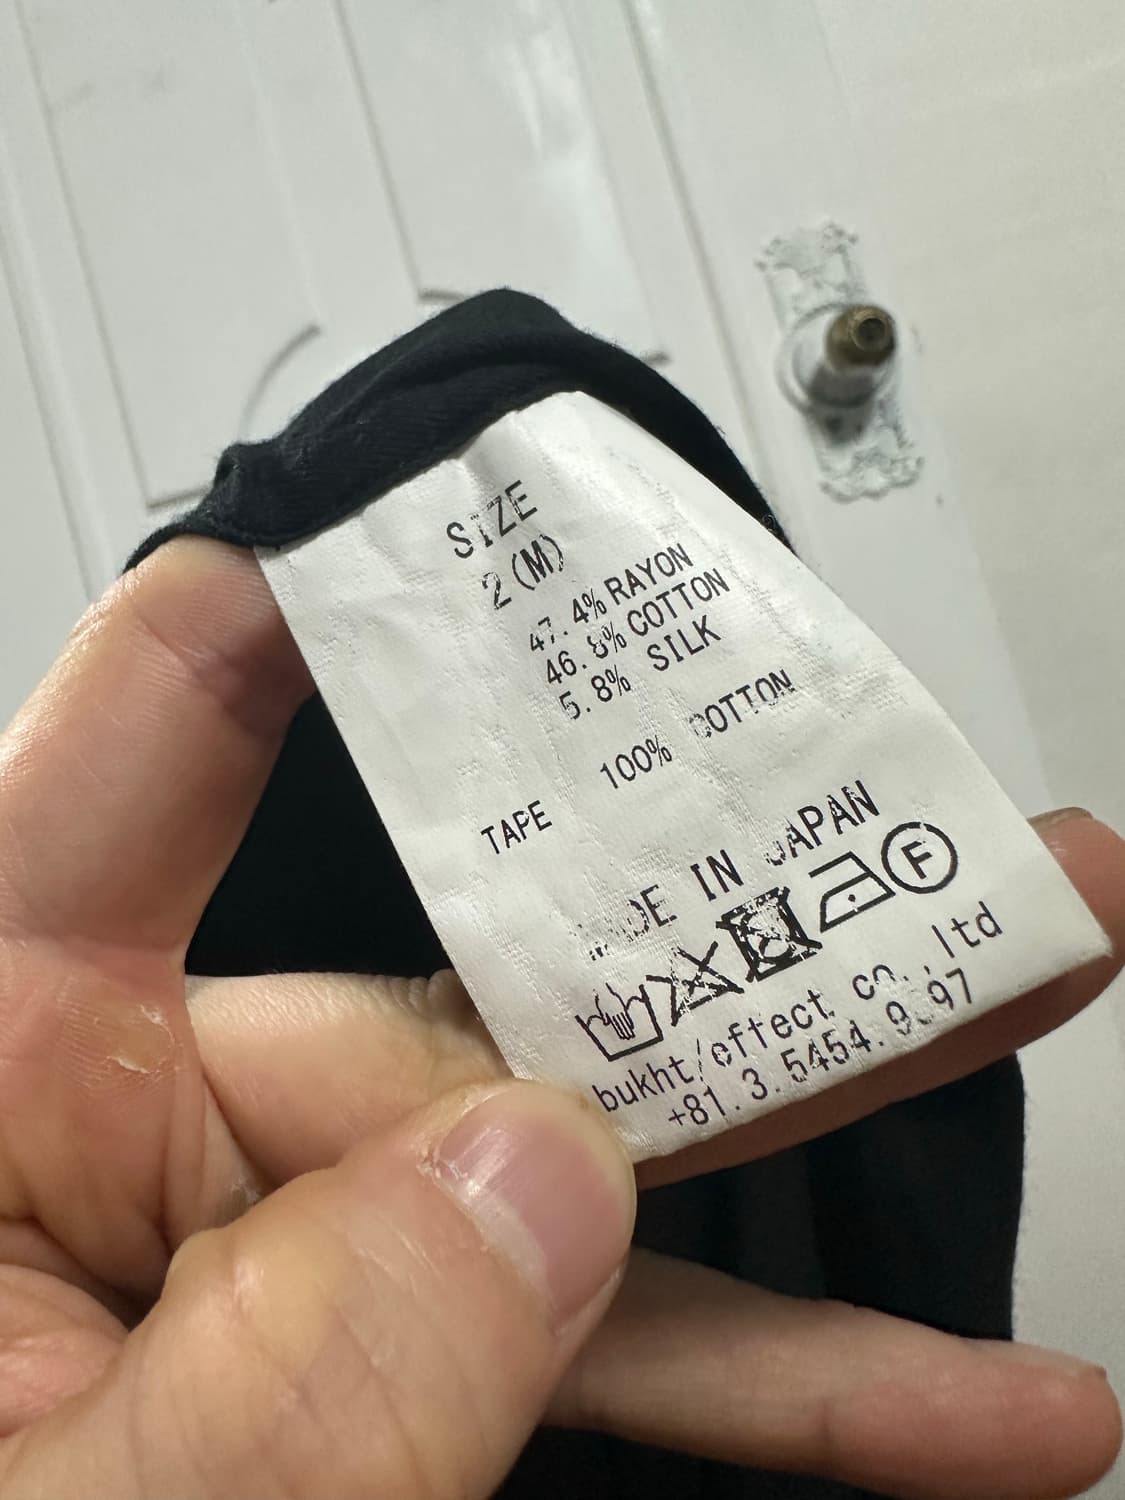 SIZE
2(M)
47.4% RAYON
46.8% COTTON
5.8% SILK
100% COTTON
TAPE
MADE IN JAPAN
F
bukht/effect co.,ltd
+81.3.5454.